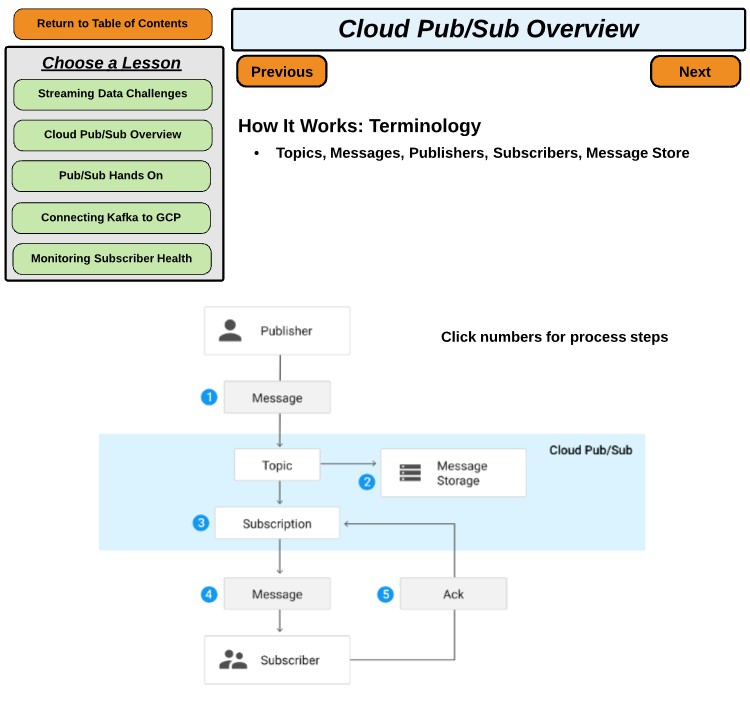 Return to Table of Contents
Cloud Pub/Sub Overview
Choose a Lesson
Previous
Next
Streaming Data Challenges
Cloud Pub/Sub Overview
Pub/Sub Hands On
Connecting Kafka to GCP
Monitoring Subscriber Health
How It Works: Terminology
• Topics, Messages, Publishers, Subscribers, Message Store
Publisher
Click numbers for process steps
1 Message
Cloud Pub/Sub
Topic
2 Message
Storage
3 Subscription
4 Message
5 Ack
Subscriber